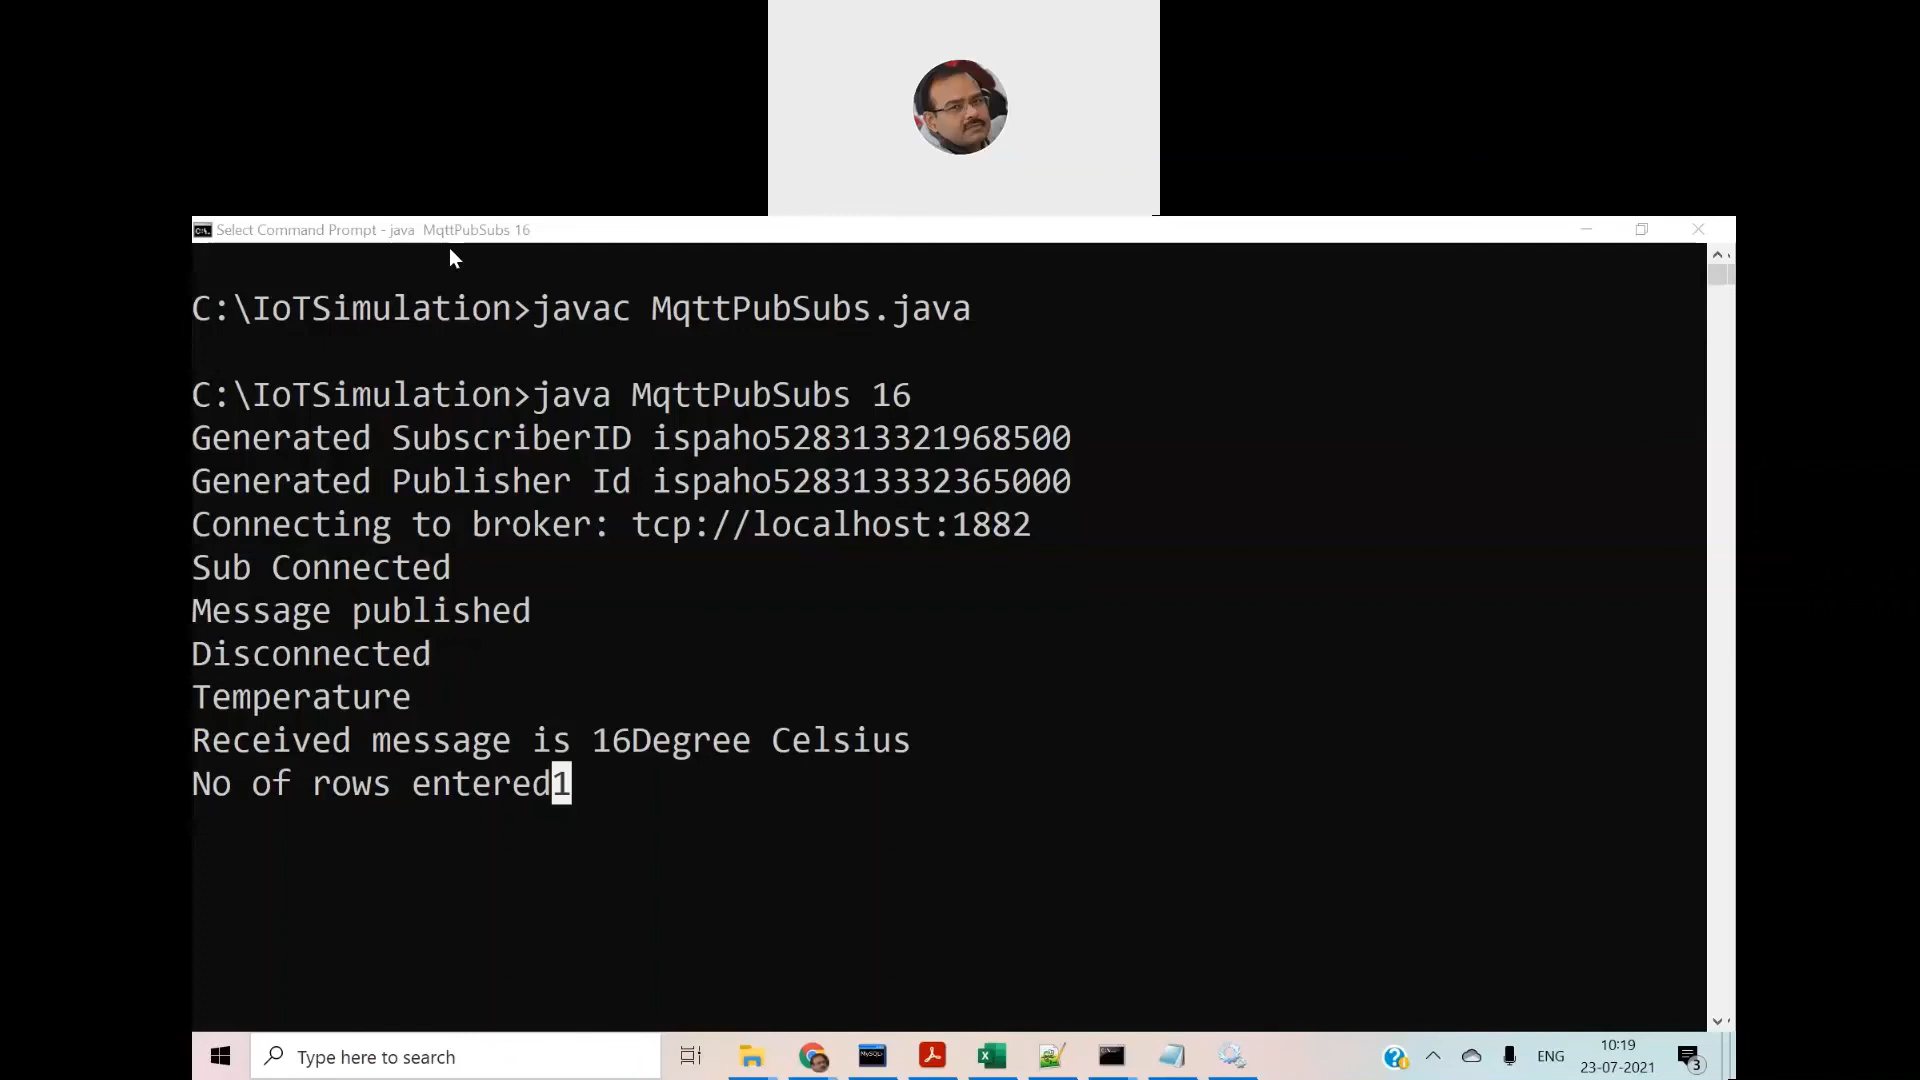 Select Command Prompt - java MqttPubSubs 16
C:\IoTSimulation>javac MqttPubSubs.java
C:\IoTSimulation>java MqttPubSubs 16
Generated SubscriberID ispaho528313321968500
Generated Publisher Id ispaho528313332365000
Connecting to broker: tcp://localhost:1882
Sub Connected
Message published
Disconnected
Temperature
Received message is 16Degree Celsius
No of rows entered1
Type here to search
MySQL
ENG
10:19
23-07-2021
3